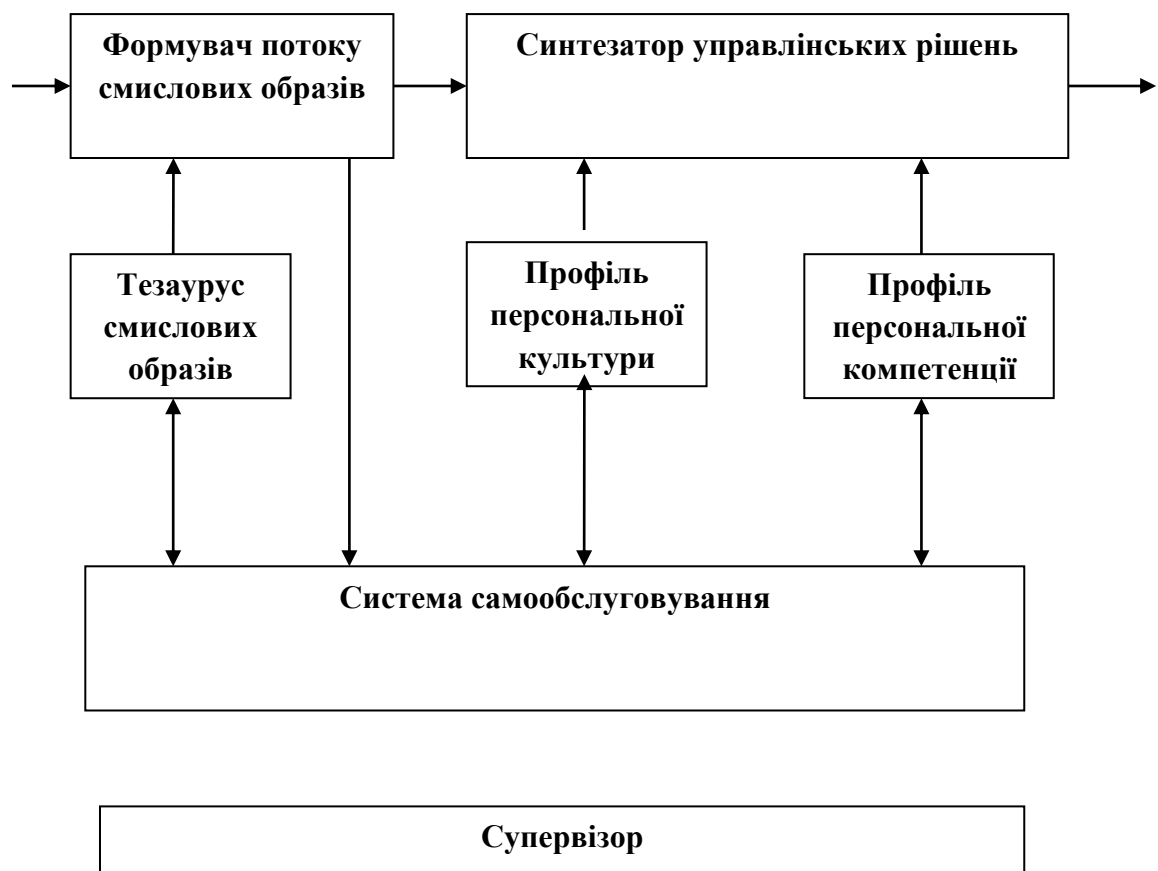 Формувач потоку
смислових образів
Синтезатор управлінських рішень
Тезаурус
смислових
образів
Профіль
персональної
культури
Профіль
персональної
компетенції
Система самообслуговування
Супервізор